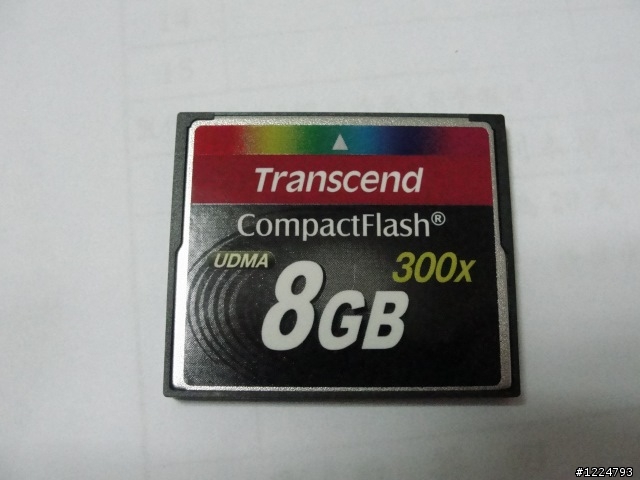 Transcend
CompactFlash®
UDMA 300x
8GB
#1224793